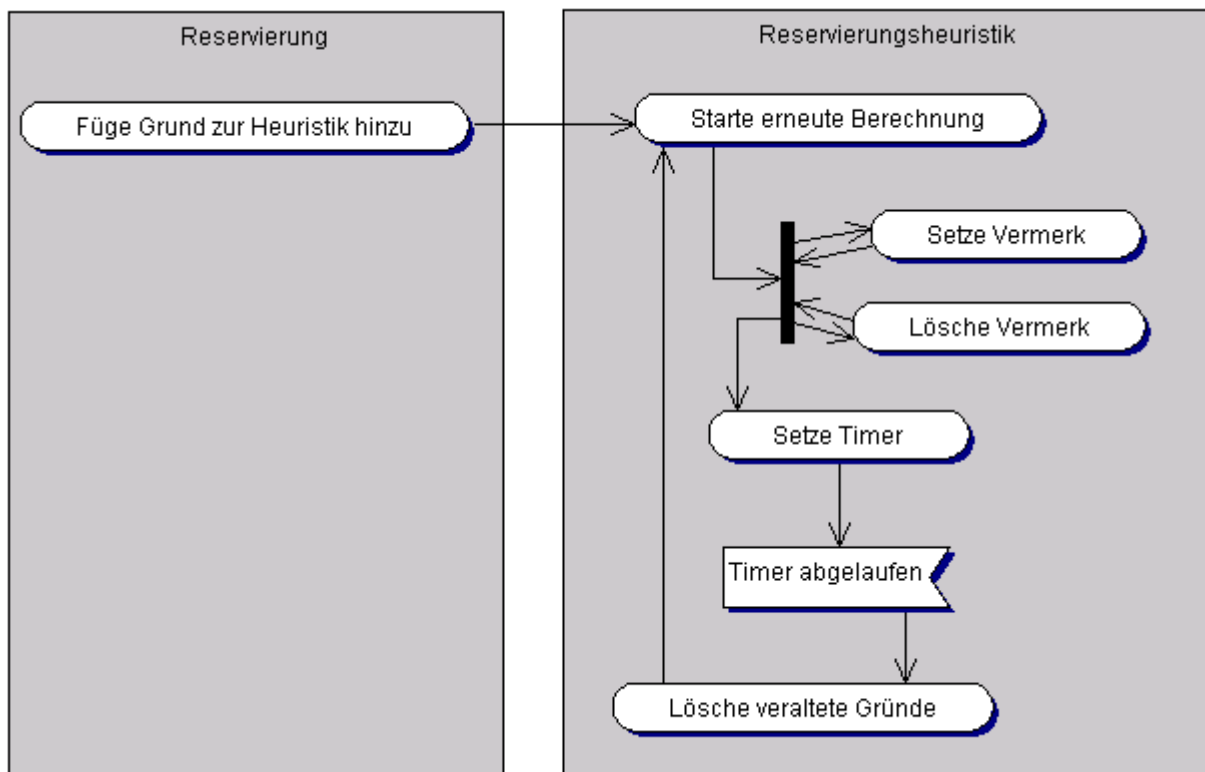 Reservierung
Füge Grund zur Heuristik hinzu
Reservierungsheuristik
Starte erneute Berechnung
Setze Vermerk
Lösche Vermerk
Setze Timer
Timer abgelaufen
Lösche veraltete Gründe